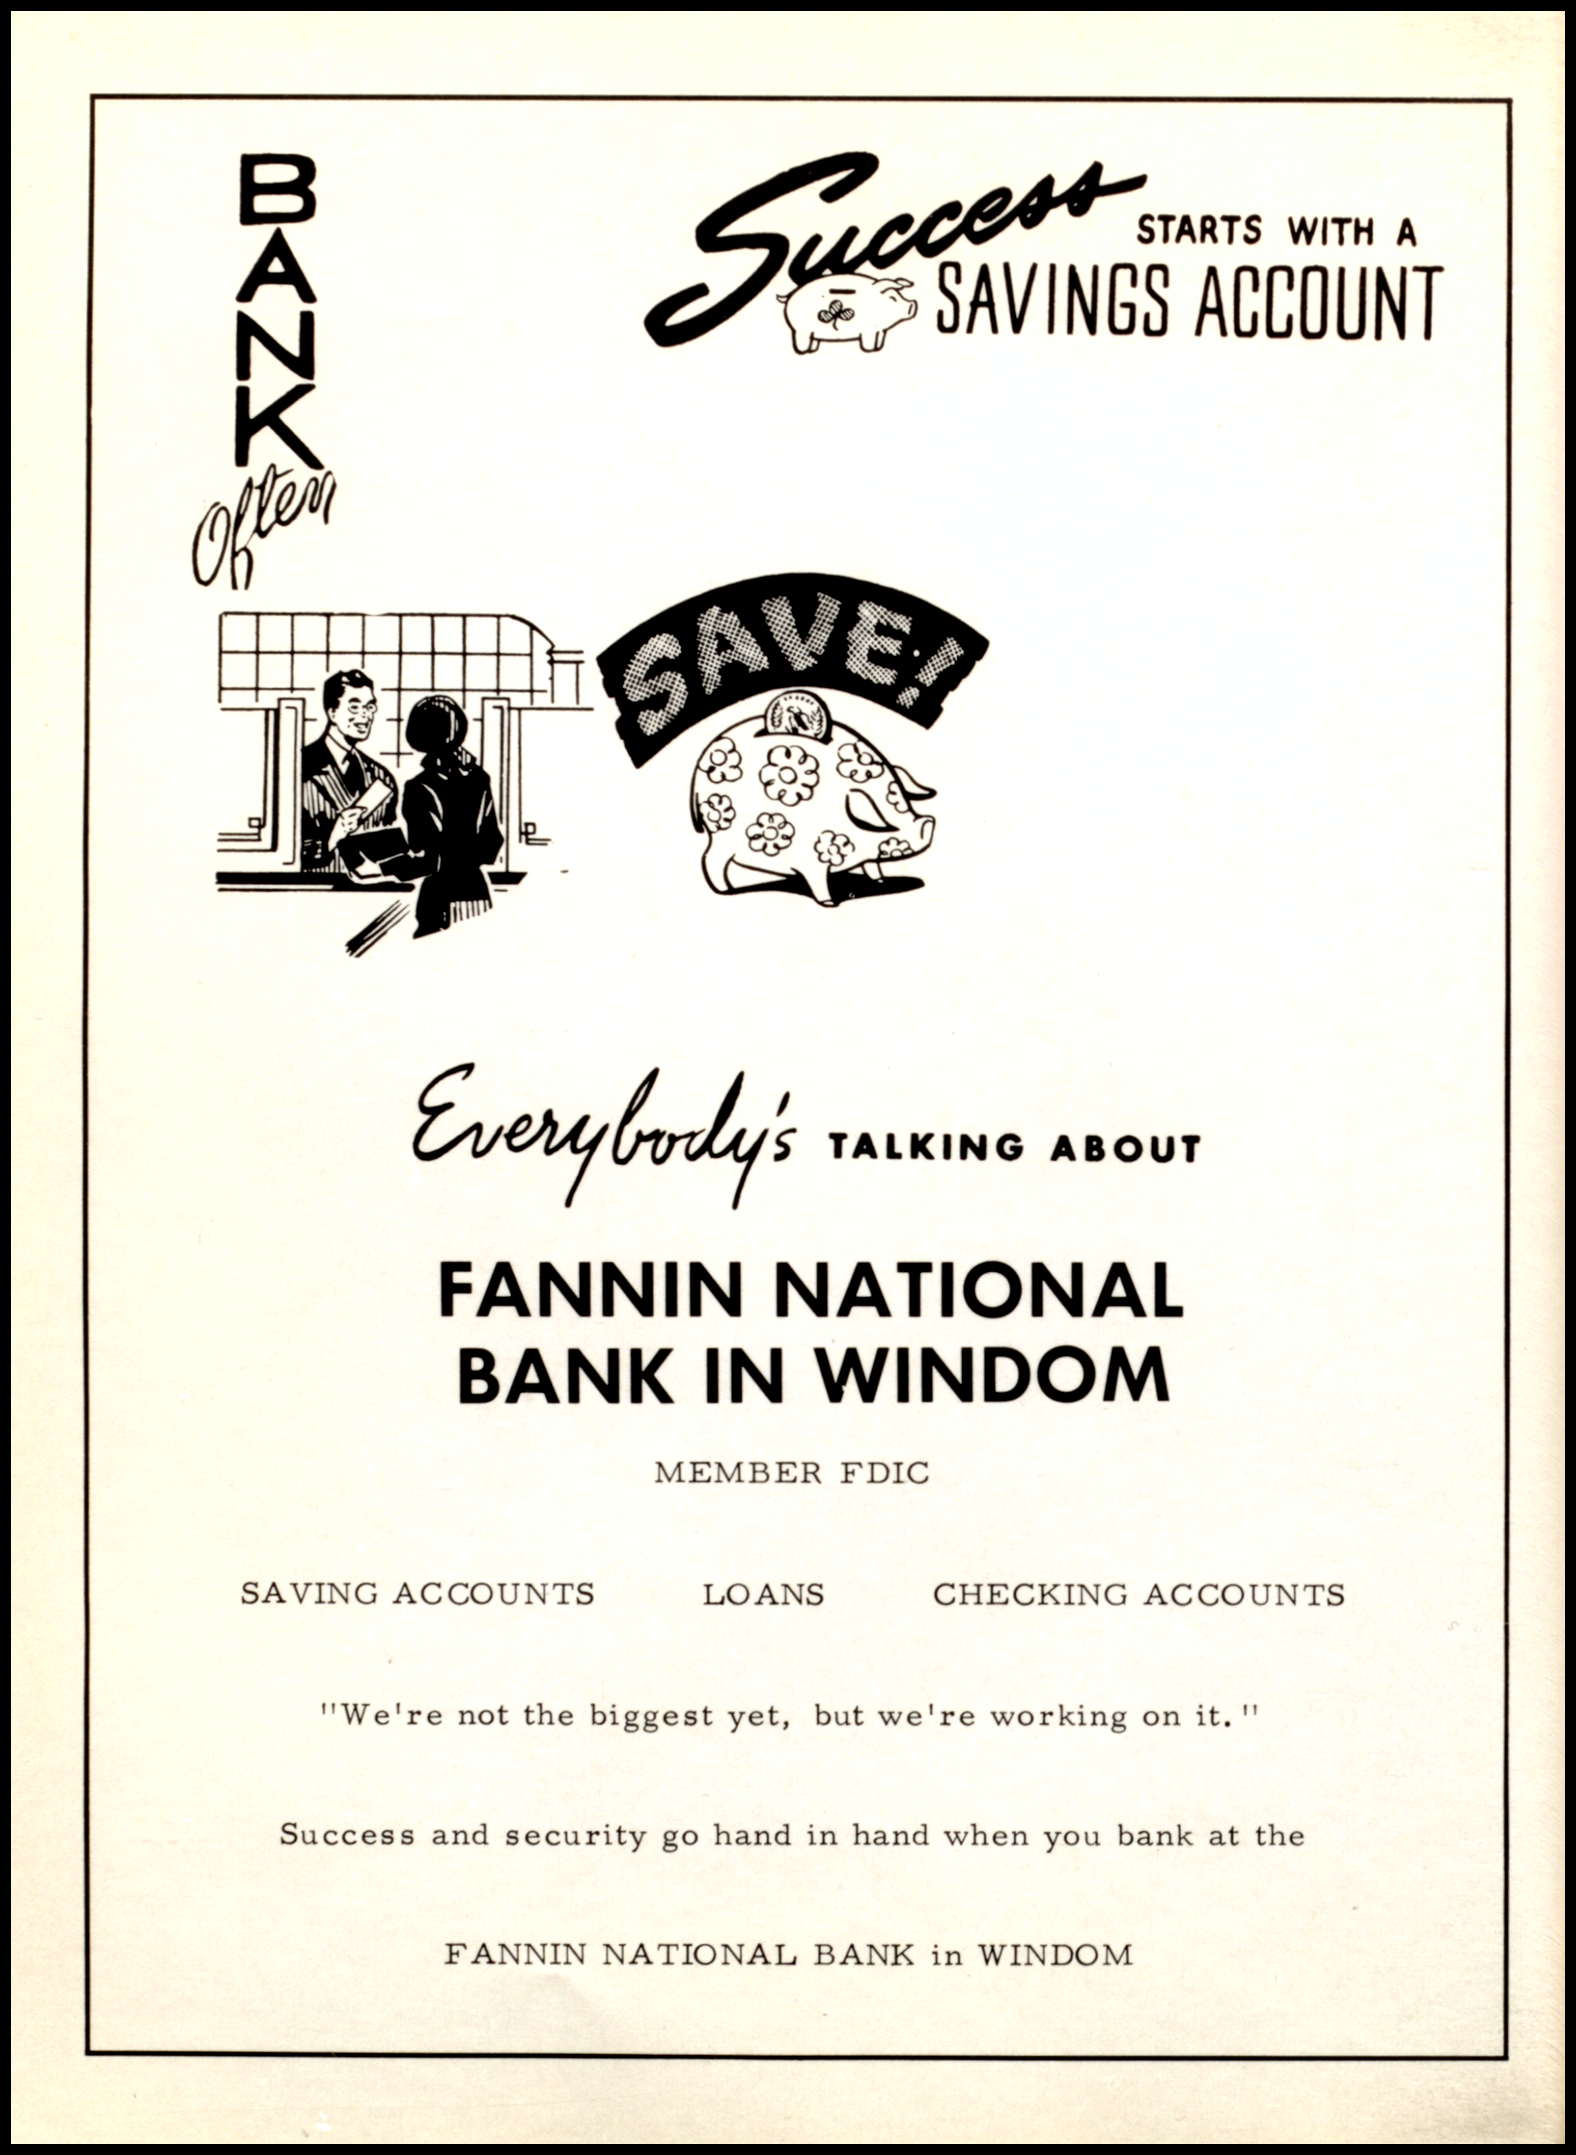 BANK
Often
Success STARTS WITH A
SAVINGS ACCOUNT
SAVE!
Everybody's TALKING ABOUT
FANNIN NATIONAL
BANK IN WINDOM
MEMBER FDIC
SAVING ACCOUNTS LOANS CHECKING ACCOUNTS
"We're not the biggest yet, but we're working on it."
Success and security go hand in hand when you bank at the
FANNIN NATIONAL BANK in WINDOM